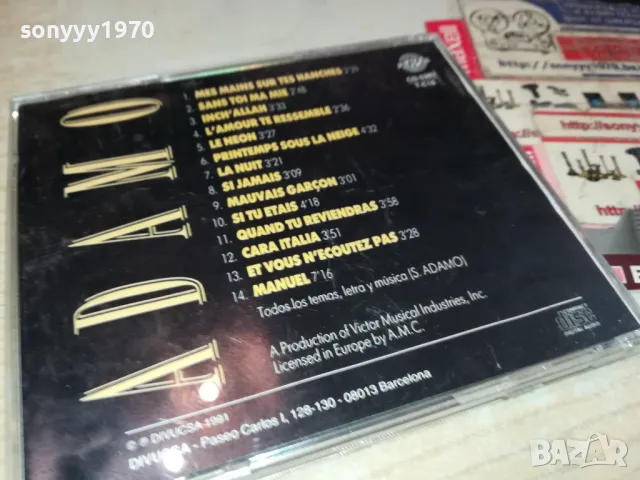 sonyyy1970
ADAMO
1. MES MAINS SUR TES HANCHES
2. SANS TOI MA MIE 2'48
3. INCH'ALLAH 3'33
4. L'AMOUR TE RESSEMBLE 2'36
5. LE NEON 3'27
6. PRINTEMPS SOUS LA NEIGE 4'32
7. LA NUIT 3'21
8. SI JAMAIS 3'09
9. MAUVAIS GARÇON 3'01
10. SI TU ETAIS 4'18
11. QUAND TU REVIENDRAS 3'58
12. CARA ITALIA 3'51
13. ET VOUS N'ECOUTEZ PAS 3'28
14. MANUEL 7'16
Todos los temas, letra y música (S. ADAMO)
A Production of Victor Musical Industries, Inc.
Licensed in Europe by A.M.C.
© ℗ DIVUCSA 1991
DIVUCSA - Paseo Carlos I, 128-130 - 08013 Barcelona
BAZAR.bg